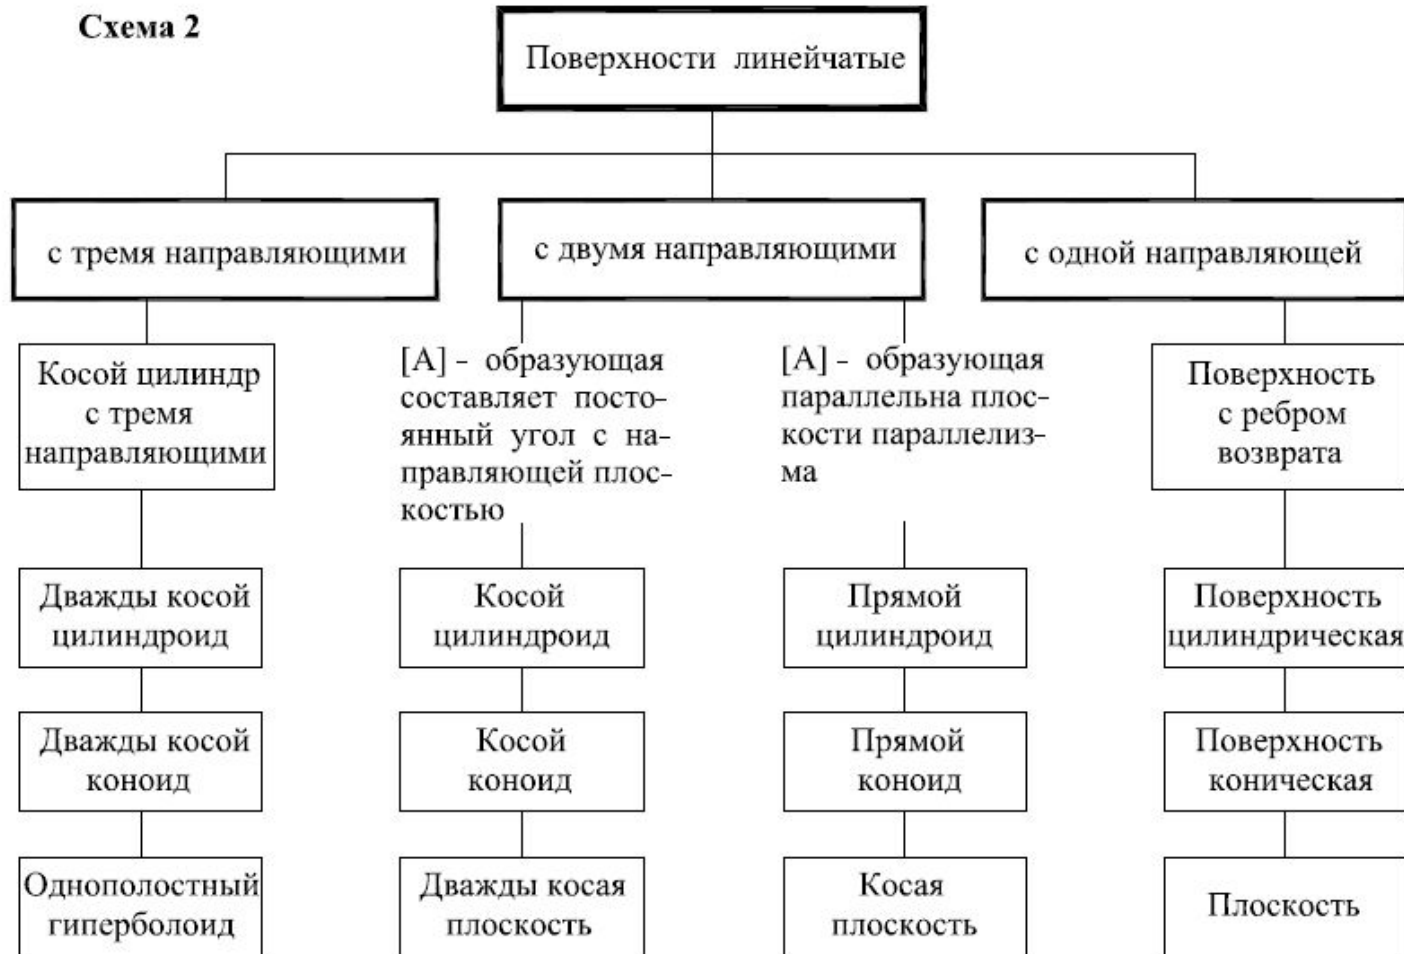 Схема 2
Поверхности линейчатые
с тремя направляющими
с двумя направляющими
с одной направляющей
Косой цилиндр
с тремя
направляющими
[А] - образующая
составляет посто-
янный угол с на-
правляющей плос-
костью
[А] - образующая
параллельна плос-
кости параллелиз-
ма
Поверхность
с ребром
возврата
Дважды косой
цилиндроид
Косой
цилиндроид
Прямой
цилиндроид
Поверхность
цилиндрическая
Дважды косой
коноид
Косой
коноид
Прямой
коноид
Поверхность
коническая
Однополостный
гиперболоид
Дважды косая
плоскость
Косая
плоскость
Плоскость